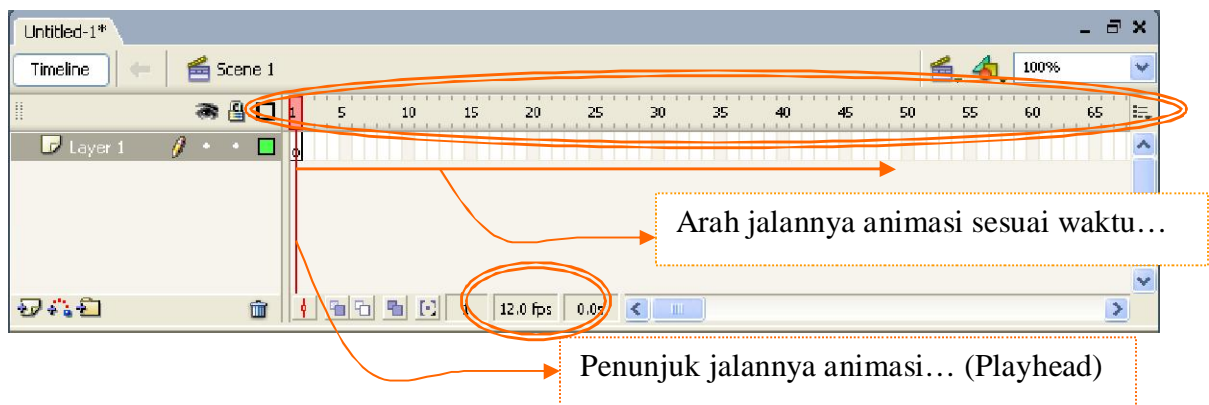 Untitled-1*
Timeline Scene 1 100%
1 5 10 15 20 25 30 35 40 45 50 55 60 65
Layer 1
Arah jalannya animasi sesuai waktu…
1 12.0 fps 0.0s
Penunjuk jalannya animasi… (Playhead)